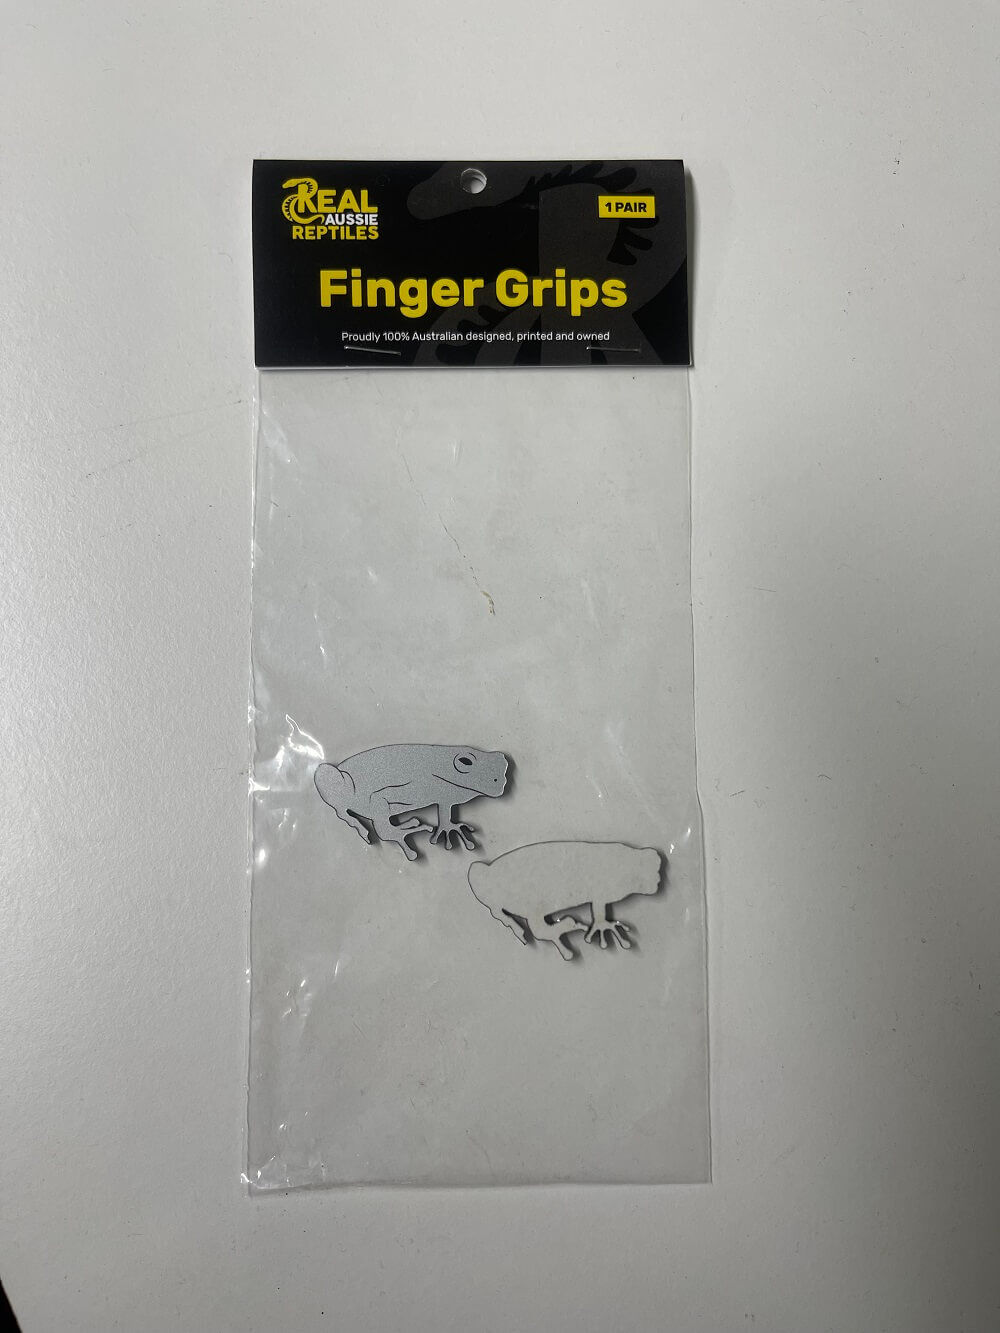 REAL
AUSSIE
REPTILES
1 PAIR
Finger Grips
Proudly 100% Australian designed, printed and owned